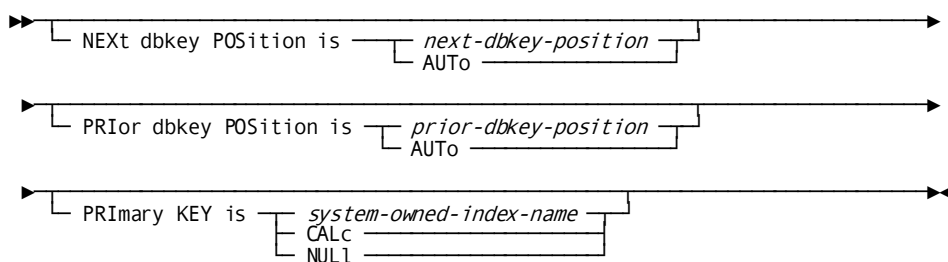 NEXt dbkey POSition is next-dbkey-position
AUTo
PRIor dbkey POSition is prior-dbkey-position
AUTo
PRImary KEY is system-owned-index-name
CALc
NULl